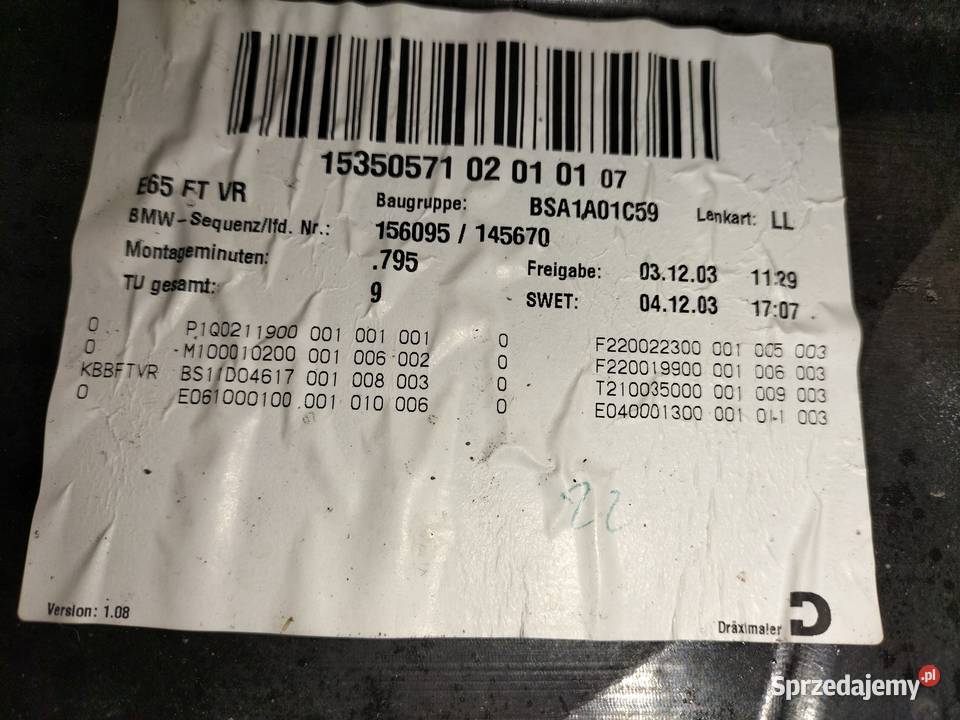 15350571 02 01 01 07
E65 FT VR Baugruppe: BSA1A01C59 Lenkart: LL
BMW-Sequenz/lfd. Nr.: 156095 / 145670
Montageminuten: .795 Freigabe: 03.12.03 11:29
TU gesamt: 9 SWET: 04.12.03 17:07
0 P1Q0211900 001 001 001 0 F220022300 001 005 003
0 M100010200 001 006 002 0 F220019900 001 006 003
KBBFTVR BS11D04617 001 008 003 0 T210035000 001 009 003
0 E061000100 001 010 006 0 E040001300 001 011 003
22
Version: 1.08
Dräxlmaier
Sprzedajemy.pl